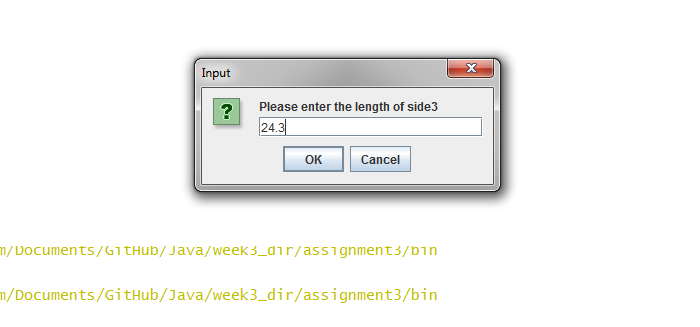 Input
Please enter the length of side3
24.3
OK Cancel
m/Documents/GitHub/Java/week3_dir/assignment3/bin
m/Documents/GitHub/Java/week3_dir/assignment3/bin